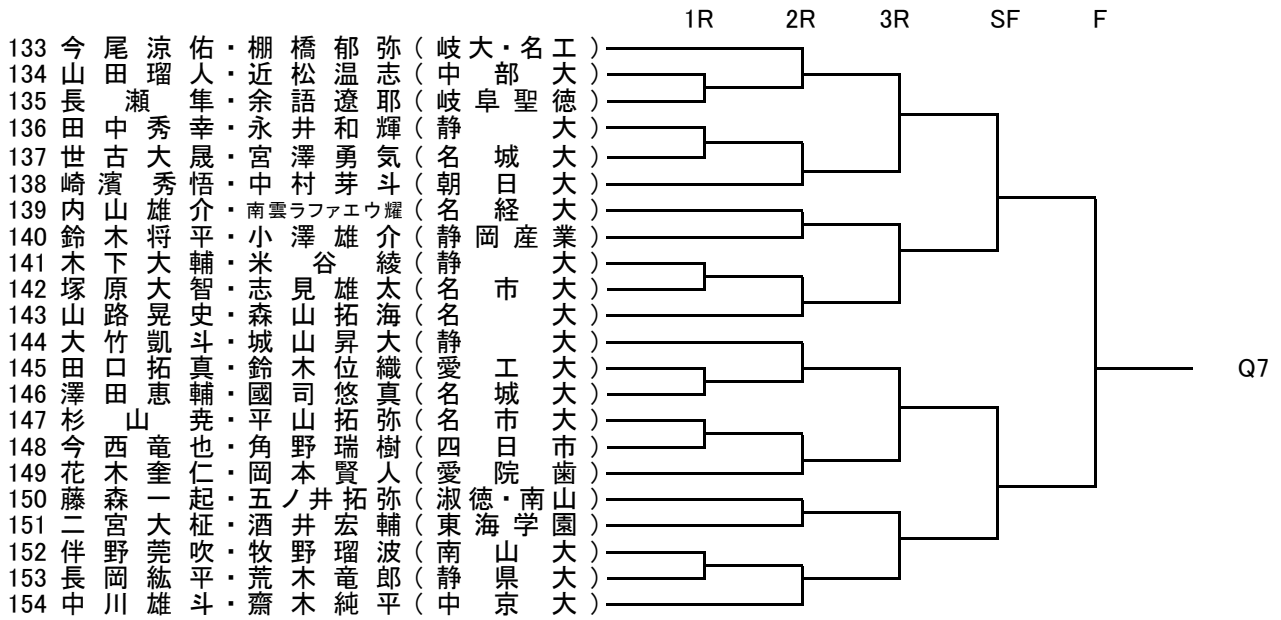 1R 2R 3R SF F
133 今尾涼佑・棚橋郁弥(岐大・名工)
134 山田瑠人・近松温志(中部大)
135 長瀬隼・余語遼耶(岐阜聖徳)
136 田中秀幸・永井和輝(静大)
137 世古大晟・宮澤勇気(名城大)
138 崎濱秀悟・中村芽斗(朝日大)
139 内山雄介・南雲ラファエウ耀(名経大)
140 鈴木将平・小澤雄介(静岡産業)
141 木下大輔・米谷綾(静大)
142 塚原大智・志見雄太(名市大)
143 山路晃史・森山拓海(名大)
144 大竹凱斗・城山昇大(静大)
145 田口拓真・鈴木位織(愛工大)
146 澤田恵輔・國司悠真(名城大)
147 杉山尭・平山拓弥(名市大)
148 今西竜也・角野瑞樹(四日市)
149 花木奎仁・岡本賢人(愛院歯)
150 藤森一起・五ノ井拓弥(淑徳・南山)
151 二宮大柾・酒井宏輔(東海学園)
152 伴野莞吹・牧野瑠波(南山大)
153 長岡紘平・荒木竜郎(静県大)
154 中川雄斗・齋木純平(中京大)
Q7